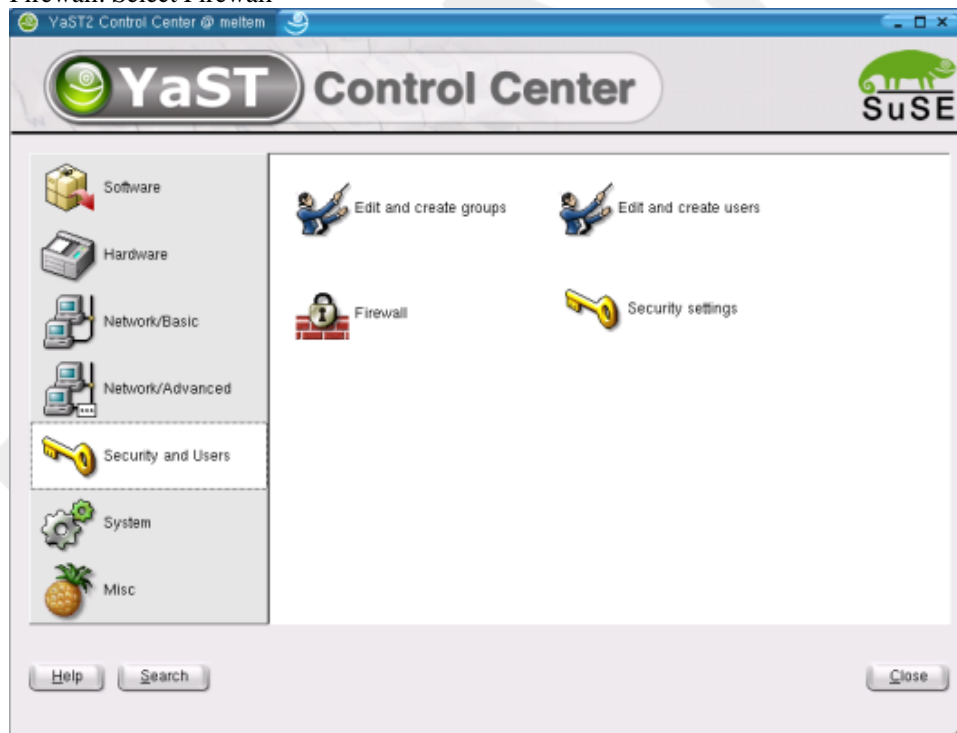 Firewall: Select Firewall
YaST2 Control Center @ meltem
YaST Control Center
SuSE
Software
Hardware
Network/Basic
Network/Advanced
Security and Users
System
Misc
Edit and create groups
Edit and create users
Firewall
Security settings
Help
Search
Close